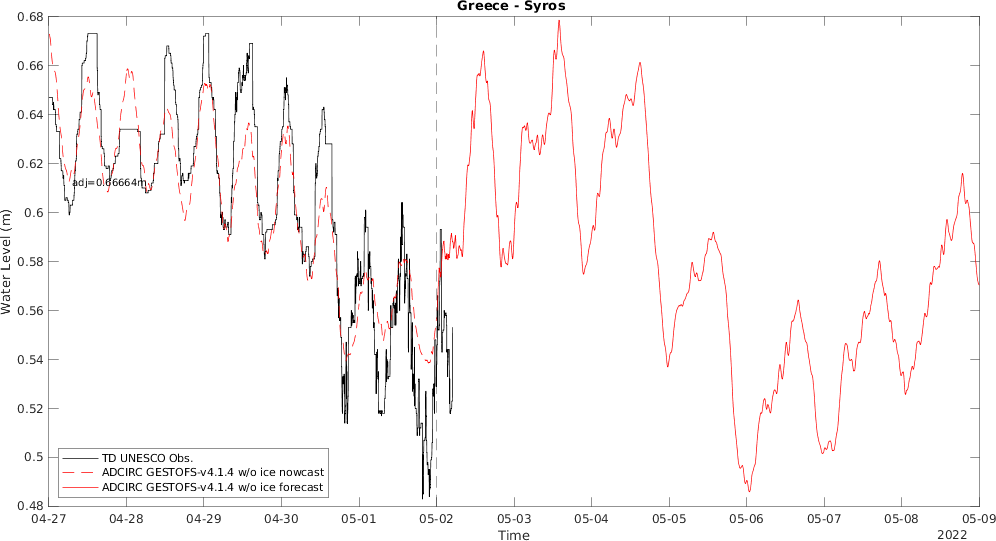 Greece - Syros
0.68
0.66
0.64
0.62
0.6
0.58
0.56
0.54
0.52
0.5
0.48
Water Level (m)
adj=0.66664m
TD UNESCO Obs.
ADCIRC GESTOFS-v4.1.4 w/o ice nowcast
ADCIRC GESTOFS-v4.1.4 w/o ice forecast
04-27 04-28 04-29 04-30 05-01 05-02 05-03 05-04 05-05 05-06 05-07 05-08 05-09
Time
2022